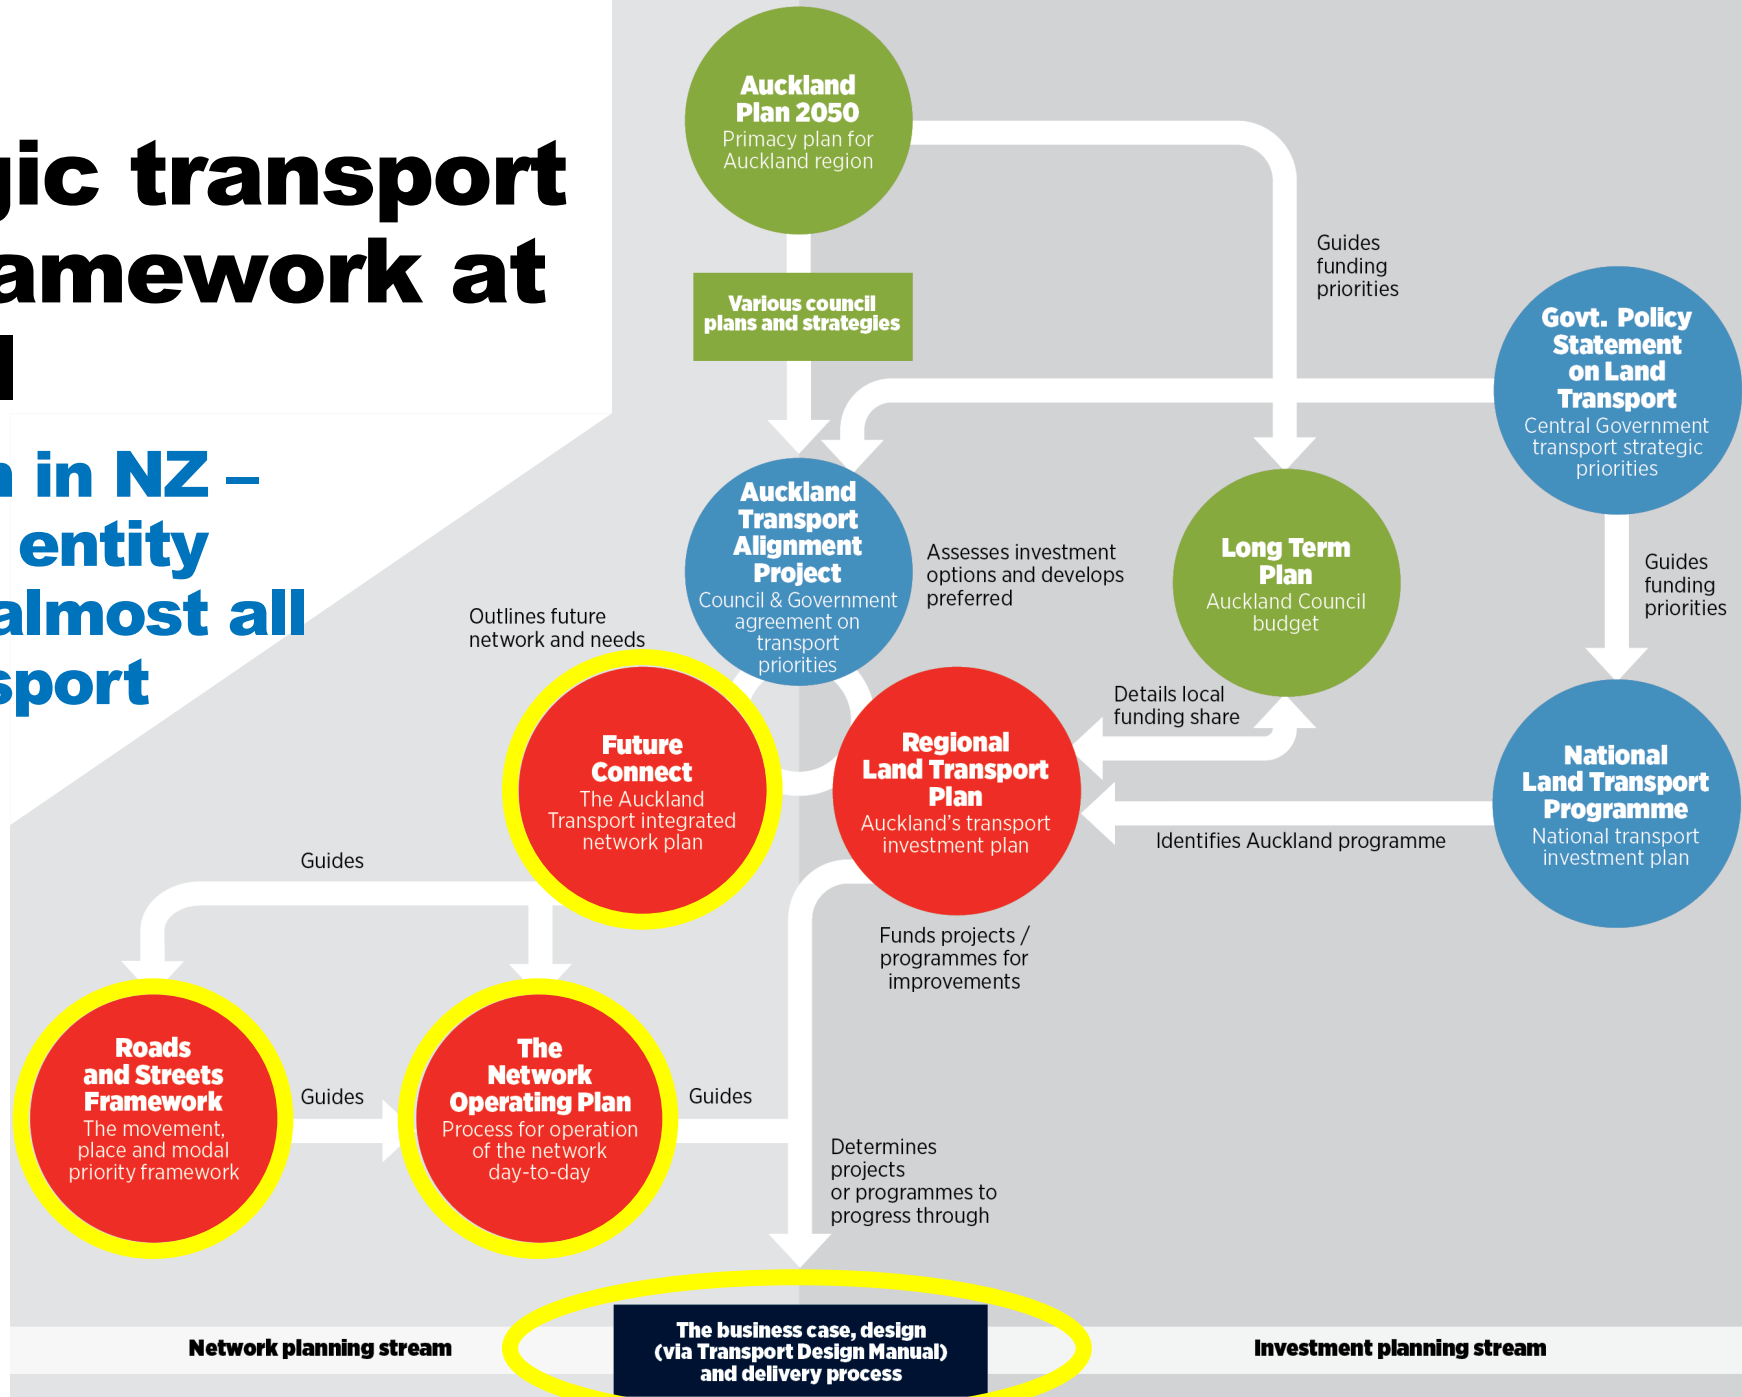 gic transport
amework at
in NZ –
entity
almost all
sport
Auckland
Plan 2050
Primacy plan for
Auckland region
Various council
plans and strategies
Guides
funding
priorities
Govt. Policy
Statement
on Land
Transport
Central Government
transport strategic
priorities
Auckland
Transport
Alignment
Project
Council & Government
agreement on
transport
priorities
Assesses investment
options and develops
preferred
Long Term
Plan
Auckland Council
budget
Guides
funding
priorities
Outlines future
network and needs
Future
Connect
The Auckland
Transport integrated
network plan
Regional
Land Transport
Plan
Auckland's transport
investment plan
Details local
funding share
Identifies Auckland programme
National
Land Transport
Programme
National transport
investment plan
Guides
Funds projects /
programmes for
improvements
Roads
and Streets
Framework
The movement,
place and modal
priority framework
Guides
The
Network
Operating Plan
Process for operation
of the network
day-to-day
Guides
Determines
projects
or programmes to
progress through
Network planning stream
The business case, design
(via Transport Design Manual)
and delivery process
Investment planning stream